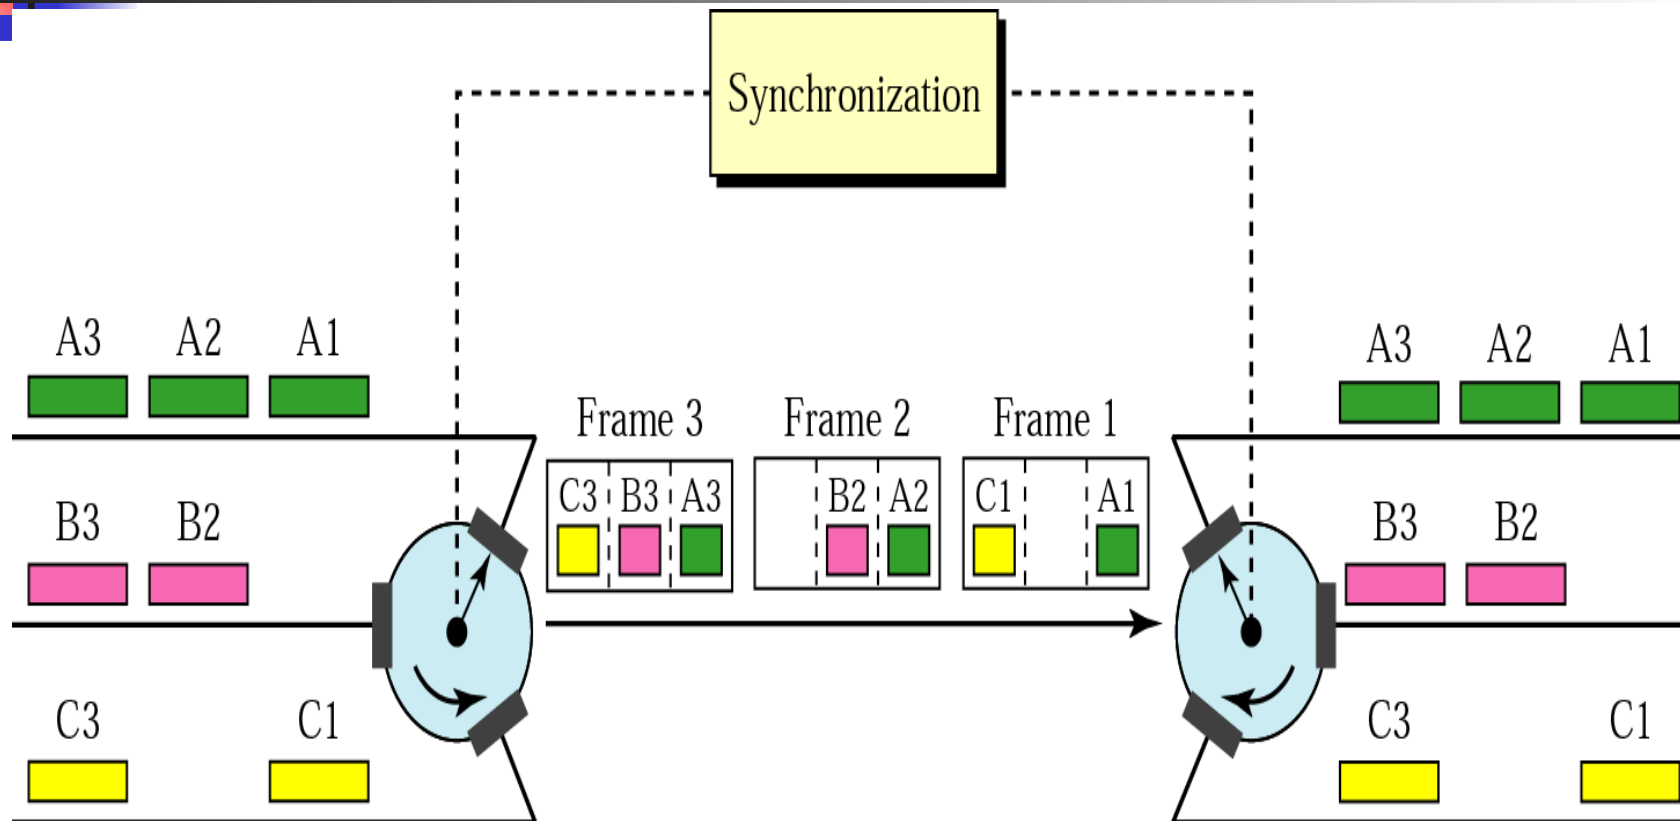 Synchronization
A3 A2 A1
A3 A2 A1
Frame 3 Frame 2 Frame 1
C3 B3 A3 B2 A2 C1 A1
B3 B2
B3 B2
C3 C1
C3 C1